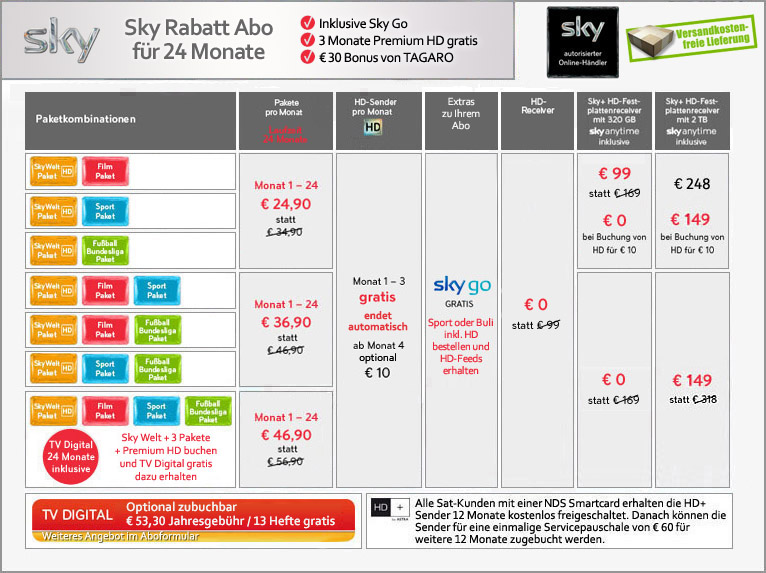 sky
Sky Rabatt Abo
für 24 Monate
Inklusive Sky Go
3 Monate Premium HD gratis
€ 30 Bonus von TAGARO
sky
autorisierter
Online-Händler
Versandkosten-
freie Lieferung
Paketkombinationen
Pakete
pro Monat
Laufzeit
24 Monate
HD-Sender
pro Monat
HD
Extras
zu Ihrem
Abo
HD-
Receiver
Sky+ HD-Fest-
plattenreceiver
mit 320 GB
sky anytime
inklusive
Sky+ HD-Fest-
plattenreceiver
mit 2 TB
sky anytime
inklusive
Sky Welt HD Paket
Film Paket
Sky Welt HD Paket
Sport Paket
Sky Welt HD Paket
Fußball Bundesliga Paket
Monat 1 – 24
€ 24,90
statt
€ 34,90
Sky Welt HD Paket
Film Paket
Sport Paket
Sky Welt HD Paket
Film Paket
Fußball Bundesliga Paket
Sky Welt HD Paket
Sport Paket
Fußball Bundesliga Paket
Monat 1 – 24
€ 36,90
statt
€ 46,90
Sky Welt HD Paket
Film Paket
Sport Paket
Fußball Bundesliga Paket
TV Digital
24 Monate
inklusive
Sky Welt + 3 Pakete
+ Premium HD buchen
und TV Digital gratis
dazu erhalten
Monat 1 – 24
€ 46,90
statt
€ 56,90
Monat 1 – 3
gratis
endet
automatisch
ab Monat 4
optional
€ 10
sky go
GRATIS
Sport oder Buli
inkl. HD
bestellen und
HD-Feeds
erhalten
€ 0
statt € 99
€ 99
statt € 169
€ 0
bei Buchung von
HD für € 10
€ 248
€ 149
bei Buchung von
HD für € 10
€ 0
statt € 169
€ 149
statt € 318
TV DIGITAL
Optional zubuchbar
€ 53,30 Jahresgebühr / 13 Hefte gratis
Weiteres Angebot im Aboformular
HD +
by ASTRA
Alle Sat-Kunden mit einer NDS Smartcard erhalten die HD+
Sender 12 Monate kostenlos freigeschaltet. Danach können die
Sender für eine einmalige Servicepauschale von € 60 für
weitere 12 Monate zugebucht werden.